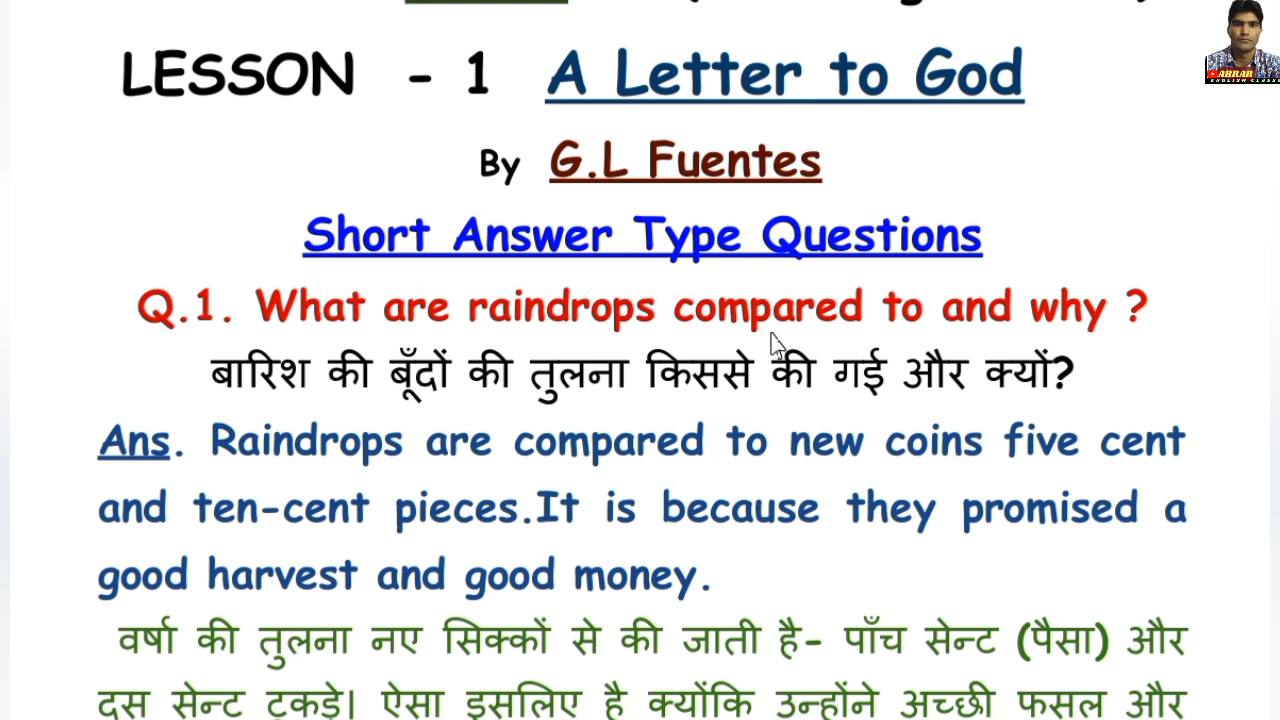 LESSON - 1 A Letter to God
By G.L Fuentes
Short Answer Type Questions
Q.1. What are raindrops compared to and why ?
बारिश की बूँदों की तुलना किससे की गई और क्यों?
Ans. Raindrops are compared to new coins five cent
and ten-cent pieces.It is because they promised a
good harvest and good money.
वर्षा की तुलना नए सिक्कों से की जाती है- पाँच सेन्ट (पैसा) और
दस सेन्ट टुकड़े। ऐसा इसलिए है क्योंकि उन्होंने अच्छी फसल और
ABRAR
ENGLISH CLASSES